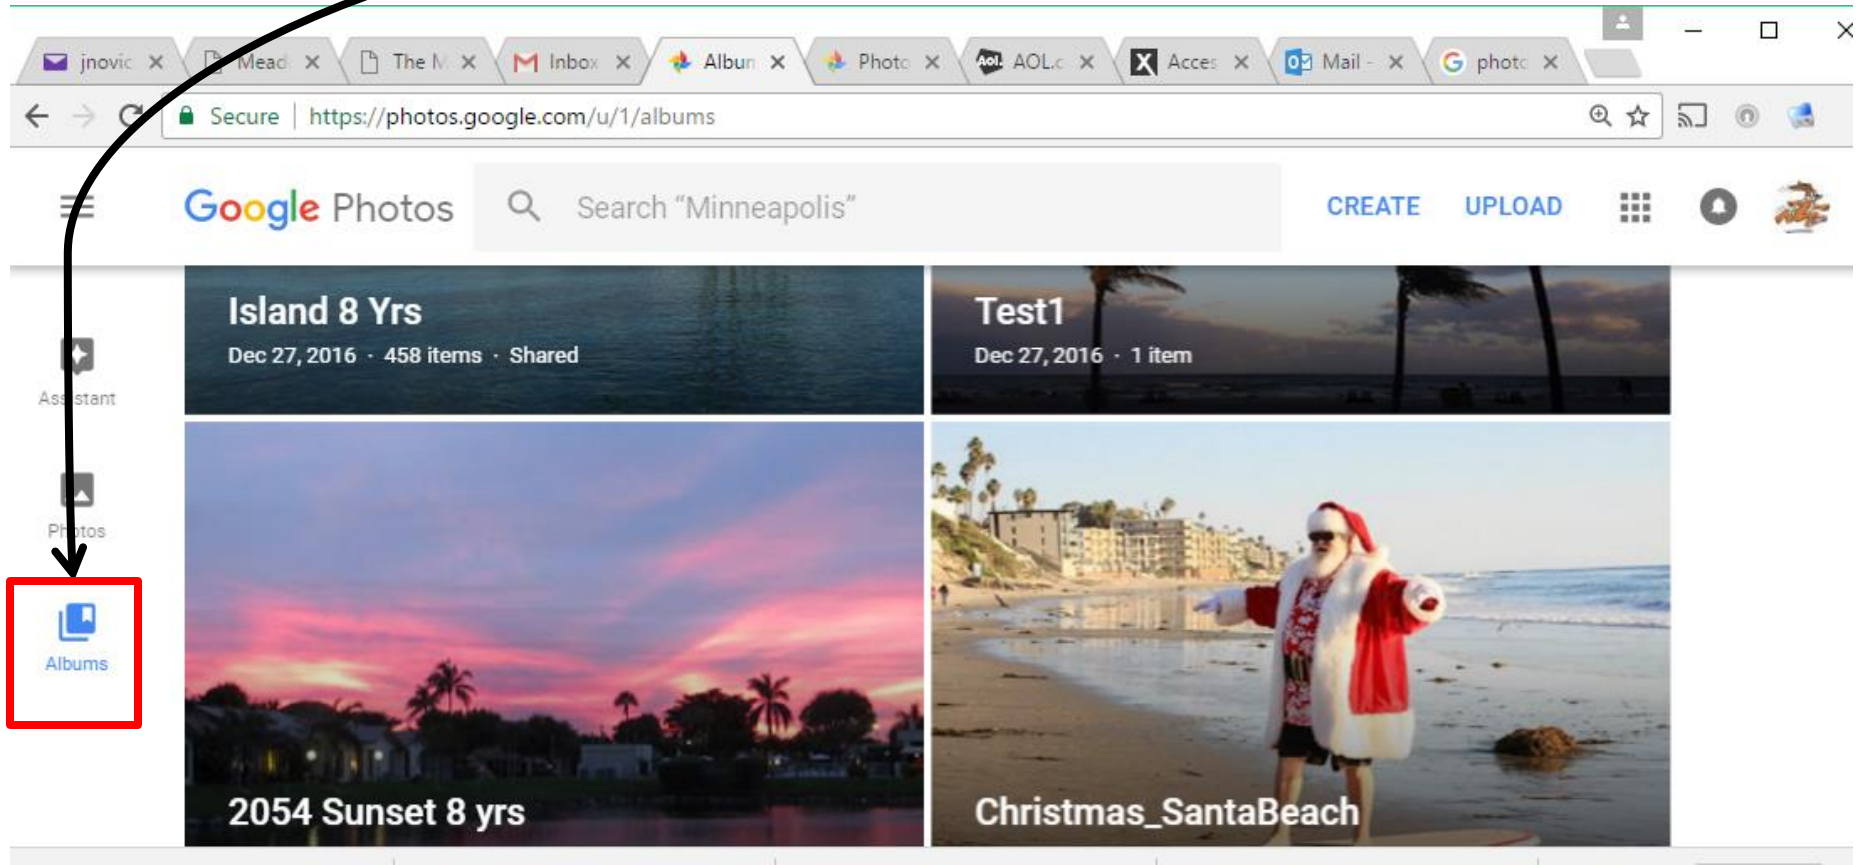 jnovic Mead The M Inbox Album Photo AOL.c Acces Mail - photo
Secure https://photos.google.com/u/1/albums
Google Photos Search “Minneapolis” CREATE UPLOAD
Island 8 Yrs
Dec 27, 2016 · 458 items · Shared
Test1
Dec 27, 2016 · 1 item
Assistant
Photos
Albums
2054 Sunset 8 yrs
Christmas_SantaBeach